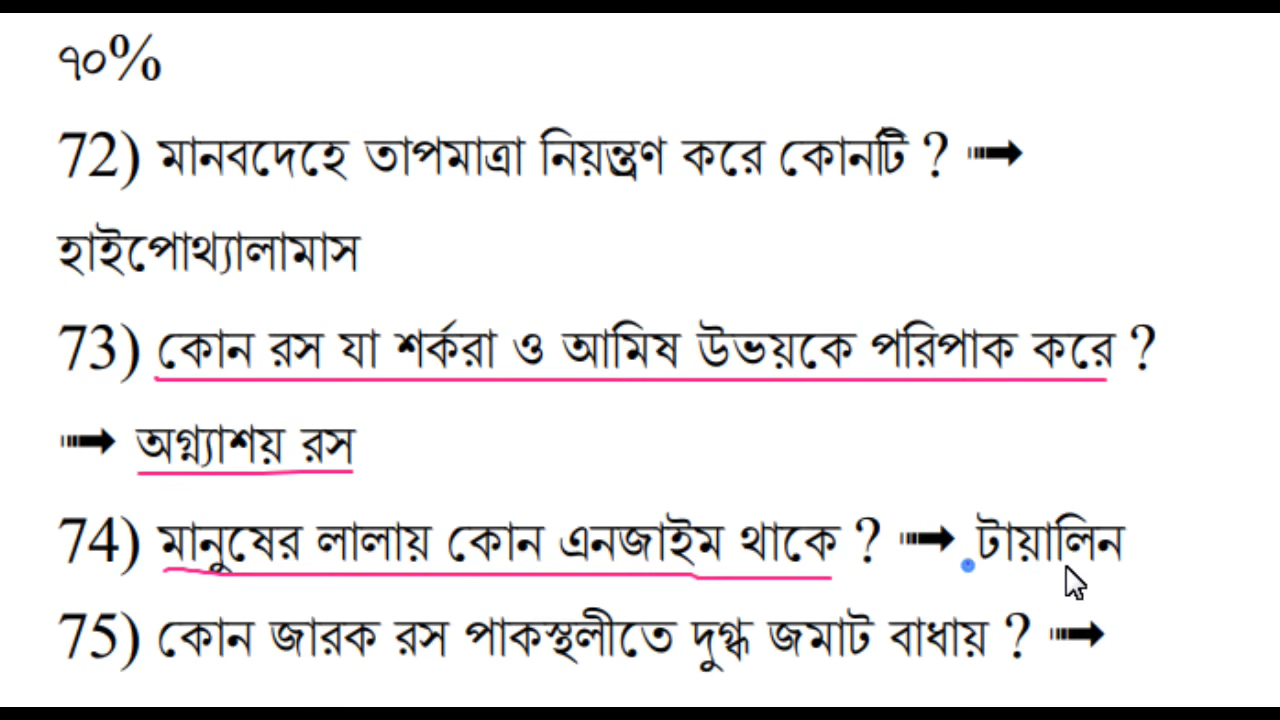 ৭০%
72) মানবদেহে তাপমাত্রা নিয়ন্ত্রণ করে কোনটি ? ➟
হাইপোথ্যালামাস
73) কোন রস যা শর্করা ও আমিষ উভয়কে পরিপাক করে ?
➟ অগ্ন্যাশয় রস
74) মানুষের লালায় কোন এনজাইম থাকে ? ➟ টায়ালিন
75) কোন জারক রস পাকস্থলীতে দুগ্ধ জমাট বাধায় ? ➟